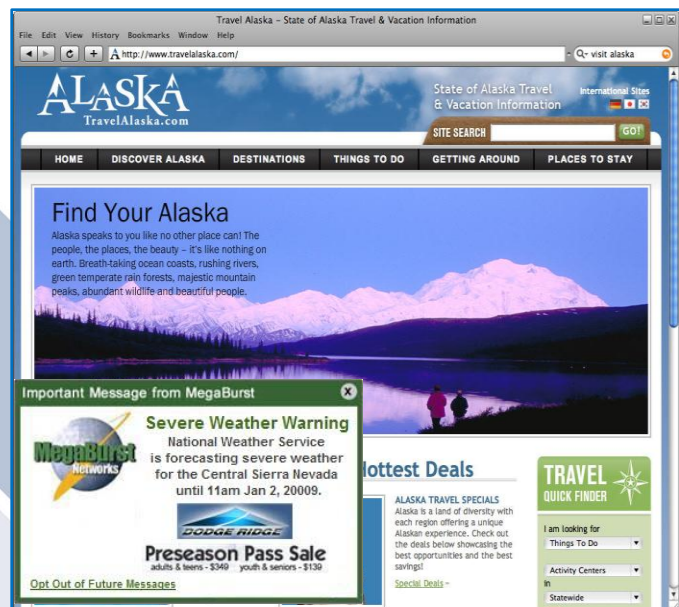 Travel Alaska – State of Alaska Travel & Vacation Information
File Edit View History Bookmarks Window Help
http://www.travelalaska.com/
visit alaska
ALASKA
TravelAlaska.com
State of Alaska Travel
& Vacation Information
International Sites
SITE SEARCH
GO!
HOME DISCOVER ALASKA DESTINATIONS THINGS TO DO GETTING AROUND PLACES TO STAY
Find Your Alaska
Alaska speaks to you like no other place can! The
people, the places, the beauty – it's like nothing on
earth. Breath-taking ocean coasts, rushing rivers,
green temperate rain forests, majestic mountain
peaks, abundant wildlife and beautiful people.
Important Message from MegaBurst
X
MegaBurst
Networks
Severe Weather Warning
National Weather Service
is forecasting severe weather
for the Central Sierra Nevada
until 11am Jan 2, 20009.
DODGE RIDGE
Preseason Pass Sale
adults & teens - $349 youth & seniors - $139
Opt Out of Future Messages
Hottest Deals
ALASKA TRAVEL SPECIALS
Alaska is a land of diversity with
each region offering a unique
Alaskan experience. Check out
the deals below showcasing the
best opportunities and the best
savings!
Special Deals
TRAVEL
QUICK FINDER
I am looking for
Things To Do
Activity Centers
in
Statewide